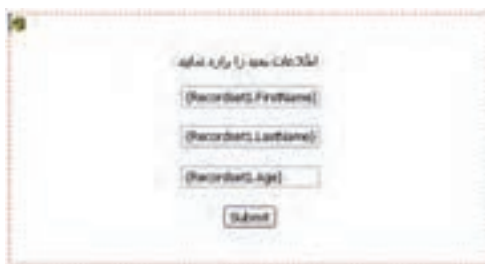 اطلاعات جدید را وارد نمایید
{Recordset1.FirstName}
{Recordset1.LastName}
{Recordset1.Age}
Submit